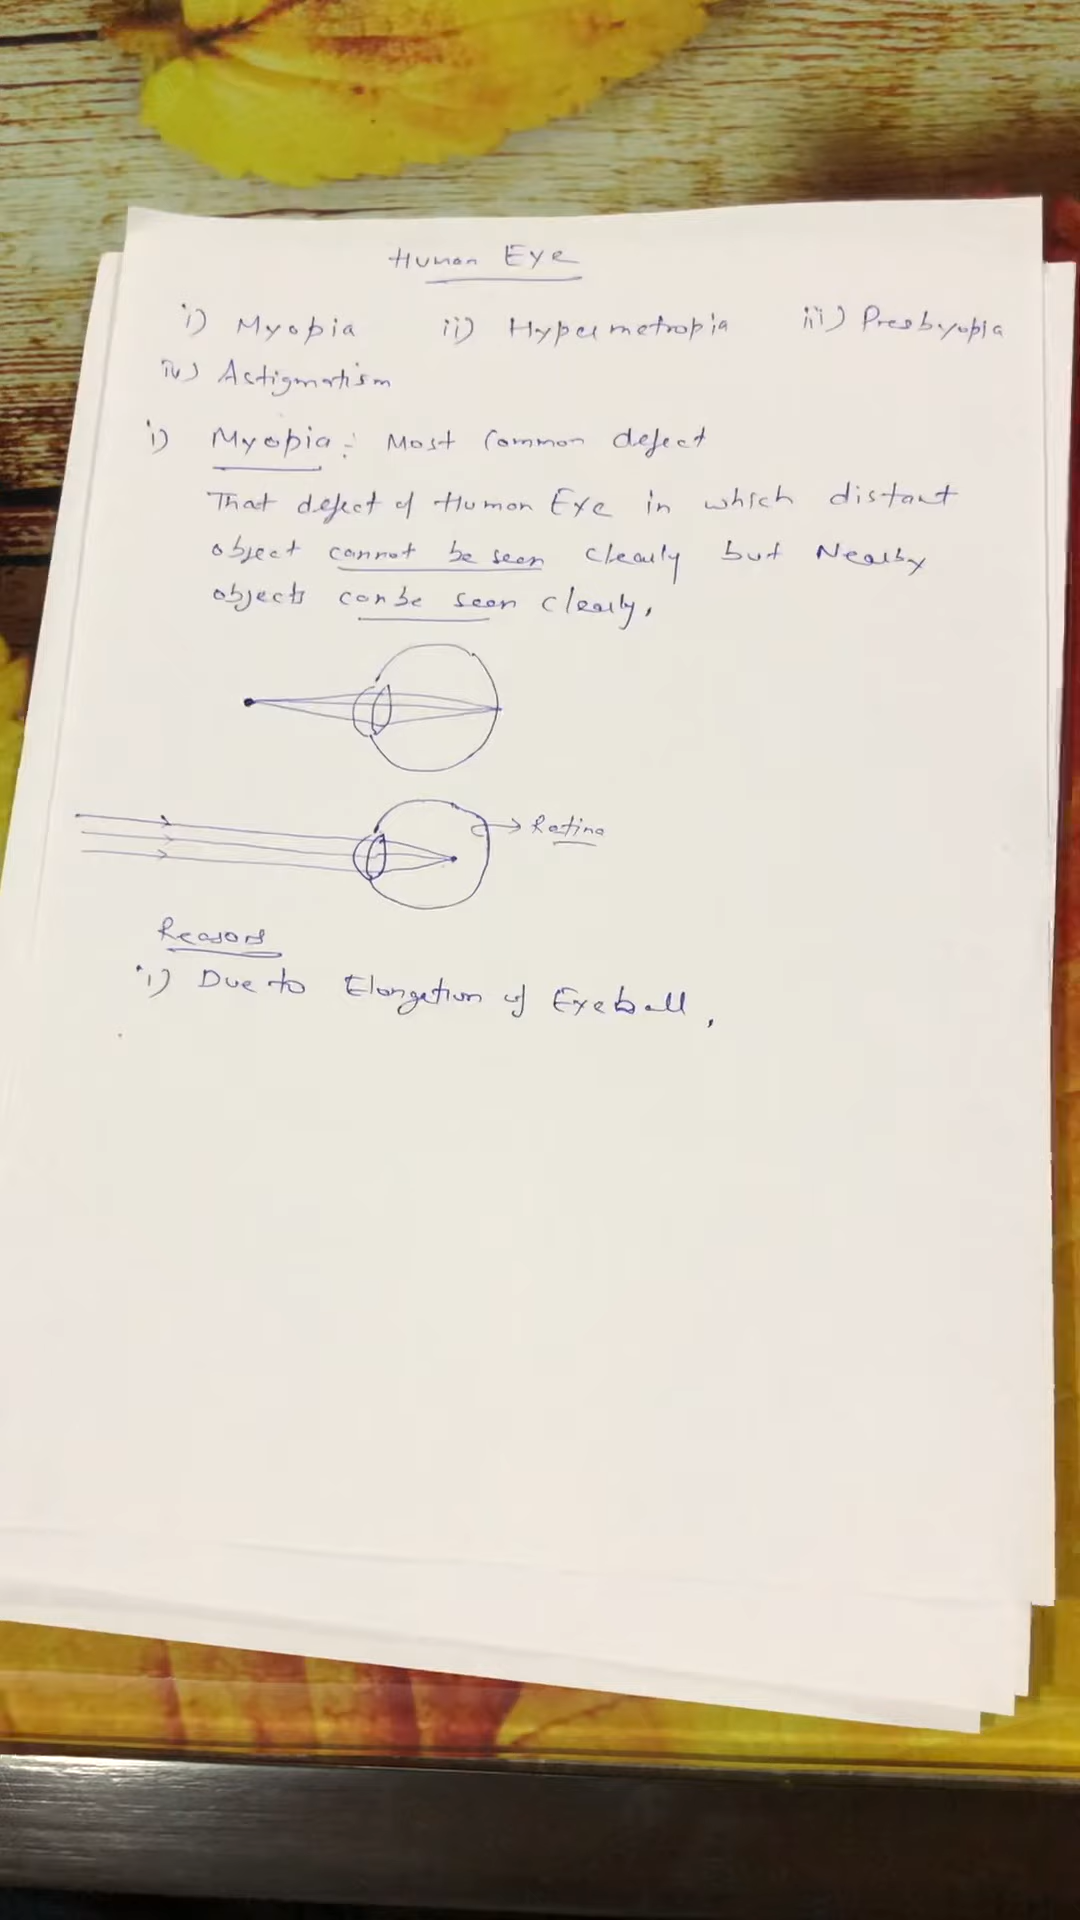 Human Eye
i) Myopia ii) Hypermetropia iii) Presbyopia
iv) Astigmatism
i) Myopia : Most Common defect
That defect of Human Eye in which distant
object cannot be seen clearly but Nearby
objects can be seen clearly.
Retina
Reasons
i) Due to Elongation of Eyeball.